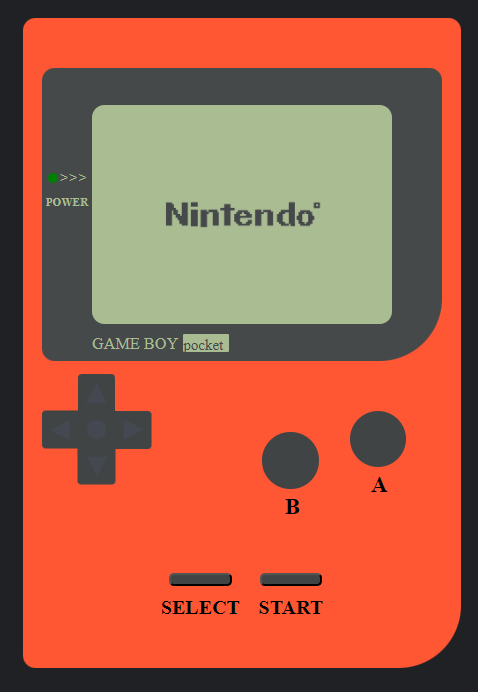 >>>
POWER
Nintendo®
GAME BOY pocket
B
A
SELECT
START